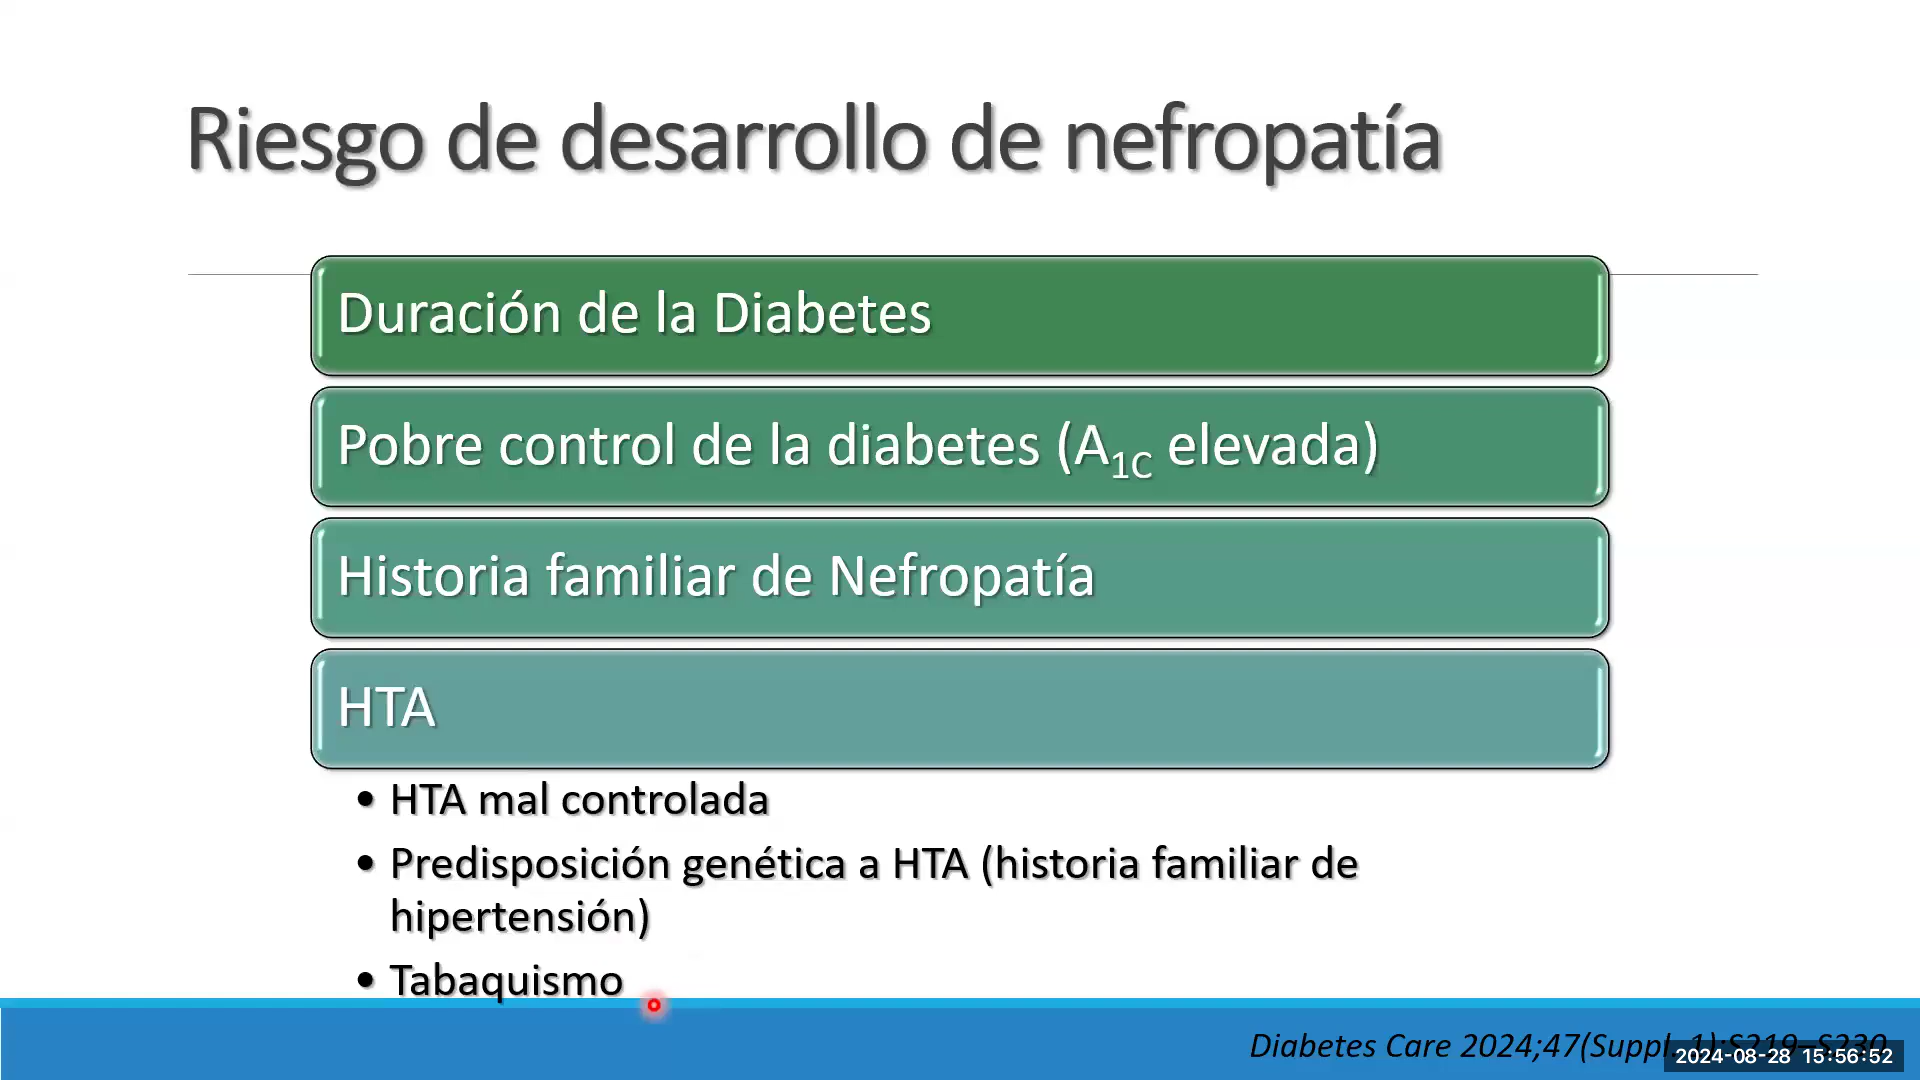 Riesgo de desarrollo de nefropatía
Duración de la Diabetes
Pobre control de la diabetes (A1C elevada)
Historia familiar de Nefropatía
HTA
• HTA mal controlada
• Predisposición genética a HTA (historia familiar de
hipertensión)
• Tabaquismo
Diabetes Care 2024;47(Suppl. 1):S219–S230
2024-08-28 15:56:52